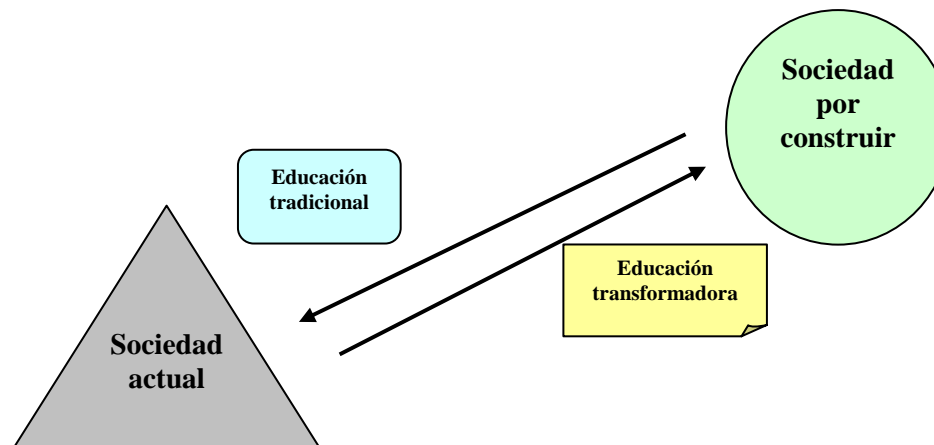 Sociedad
por
construir
Educación
tradicional
Educación
transformadora
Sociedad
actual